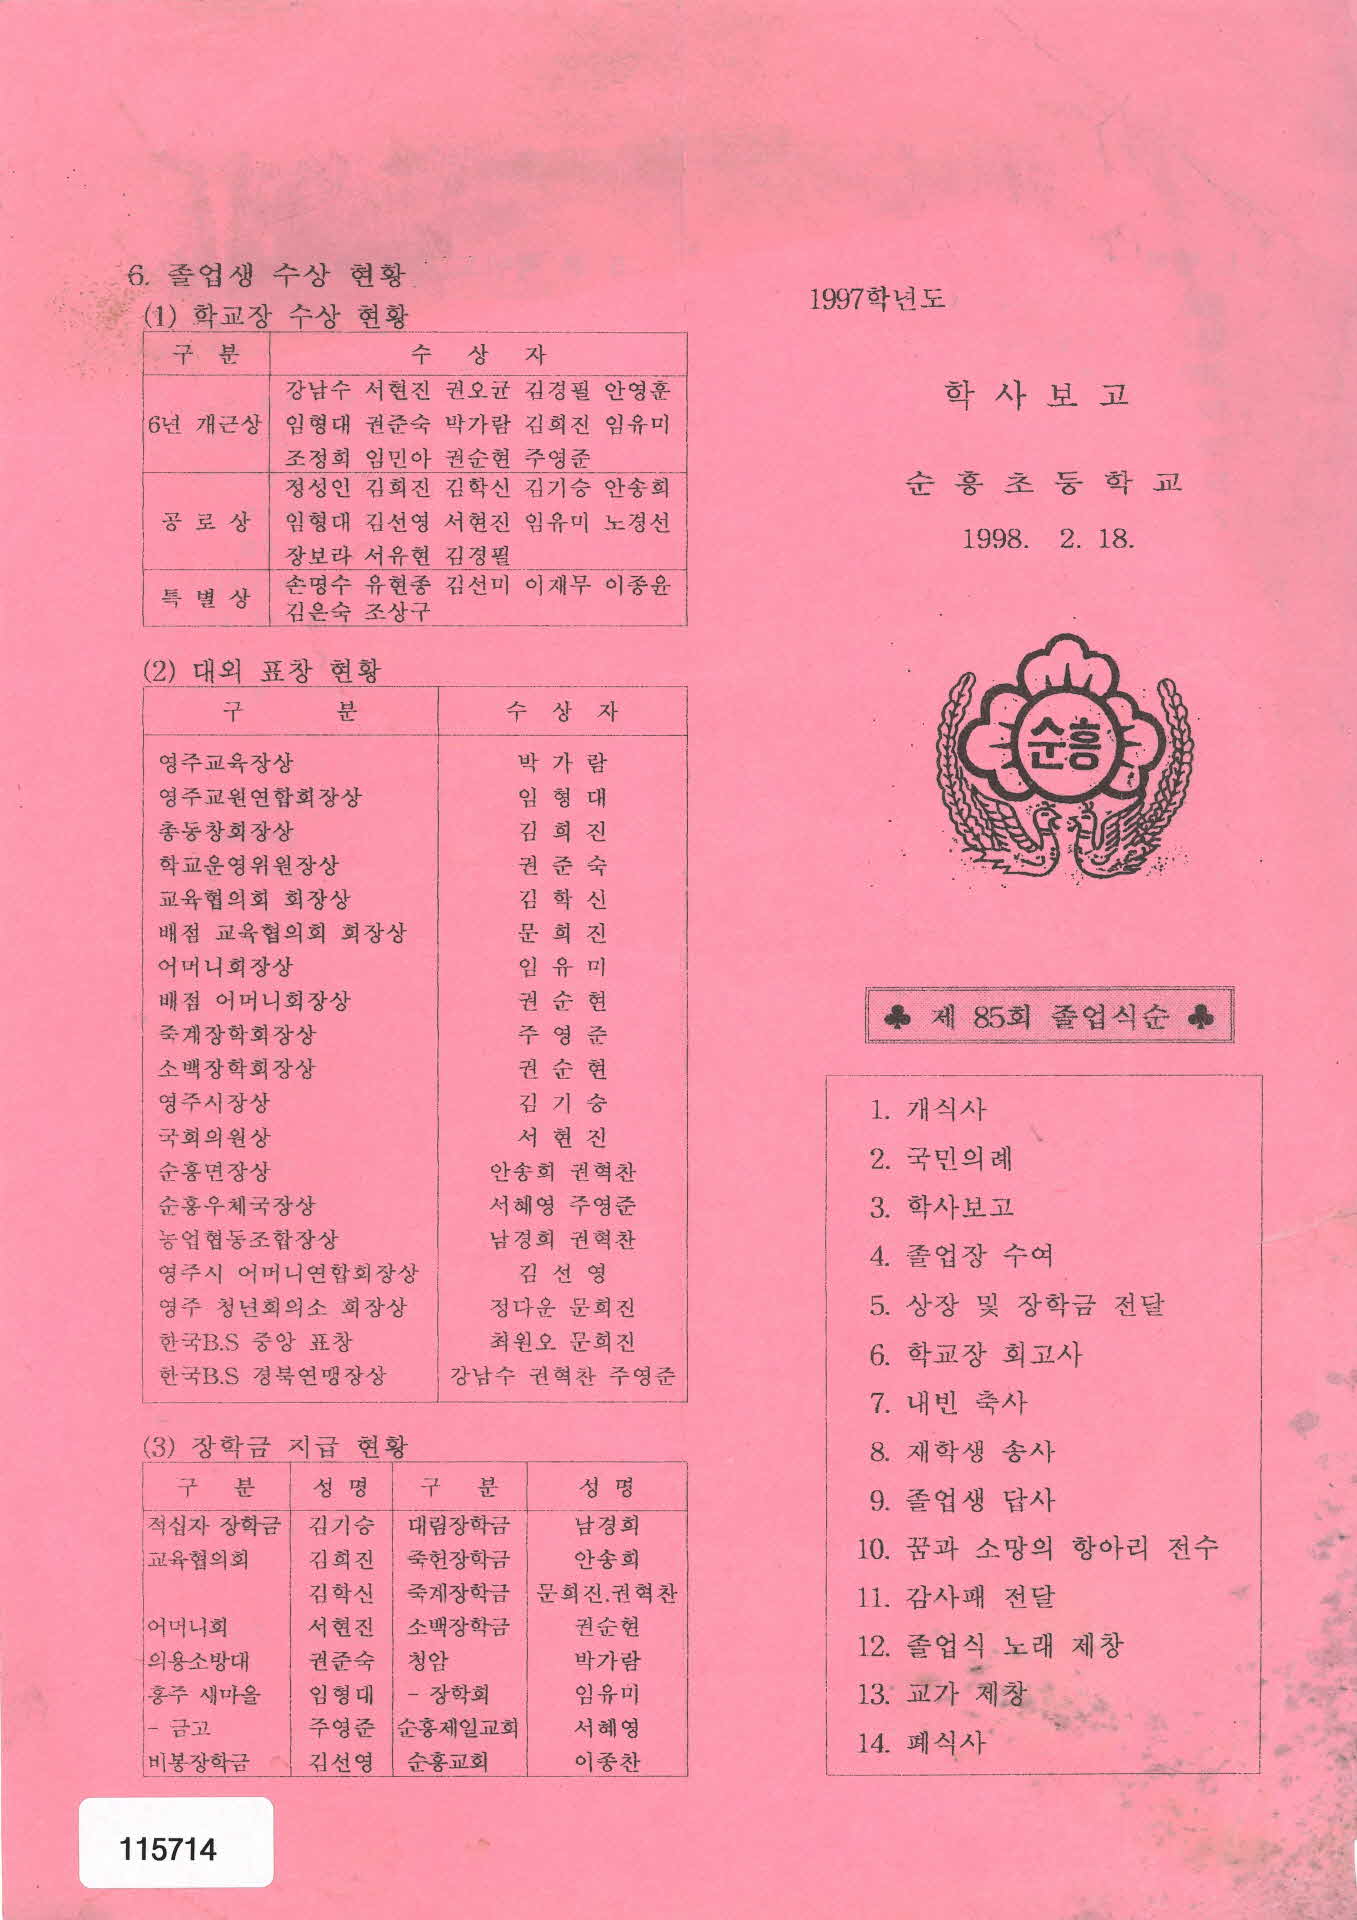 6. 졸업생 수상 현황
(1) 학교장 수상 현황
구 분 수 상 자
강남수 서현진 권오균 김경필 안영훈
6년 개근상 임형대 권준숙 박가람 김희진 임유미
조정희 임민아 권순현 주영준
정성인 김희진 김학신 김기승 안송희
공 로 상 임형대 김선영 서현진 임유미 노경선
장보라 서유현 김경필
특 별 상 손명수 유현종 김선미 이재무 이종윤
김은숙 조상구
(2) 대외 표창 현황
구 분 수 상 자
영주교육장상 박 가 람
영주교원연합회장상 임 형 대
총동창회장상 김 희 진
학교운영위원장상 권 준 숙
교육협의회 회장상 김 학 신
배점 교육협의회 회장상 문 희 진
어머니회장상 임 유 미
배점 어머니회장상 권 순 현
죽계장학회장상 주 영 준
소백장학회장상 권 순 현
영주시장상 김 기 승
국회의원상 서 현 진
순흥면장상 안송희 권혁찬
순흥우체국장상 서혜영 주영준
농업협동조합장상 남경희 권혁찬
영주시 어머니연합회장상 김 선 영
영주 청년회의소 회장상 정다운 문희진
한국B.S 중앙 표창 최원오 문희진
한국B.S 경북연맹장상 강남수 권혁찬 주영준
(3) 장학금 지급 현황
구 분 성 명 구 분 성 명
적십자 장학금 김기승 대림장학금 남경희
교육협의회 김희진 죽헌장학금 안송희
김학신 죽계장학금 문희진.권혁찬
어머니회 서현진 소백장학금 권순현
의용소방대 권준숙 청암 박가람
흥주 새마을 임형대 - 장학회 임유미
- 금고 주영준 순흥제일교회 서혜영
비봉장학금 김선영 순흥교회 이종찬
115714
1997학년도
학 사 보 고
순 흥 초 등 학 교
1998. 2. 18.
순흥
♣ 제 85회 졸업식순 ♣
1. 개식사
2. 국민의례
3. 학사보고
4. 졸업장 수여
5. 상장 및 장학금 전달
6. 학교장 회고사
7. 내빈 축사
8. 재학생 송사
9. 졸업생 답사
10. 꿈과 소망의 항아리 전수
11. 감사패 전달
12. 졸업식 노래 제창
13. 교가 제창
14. 폐식사